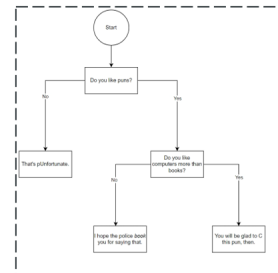 Start
Do you like puns?
No
Yes
That's pUnfortunate.
Do you like
computers more than
books?
No
Yes
I hope the police book
you for saying that.
You will be glad to C
this pun, then.